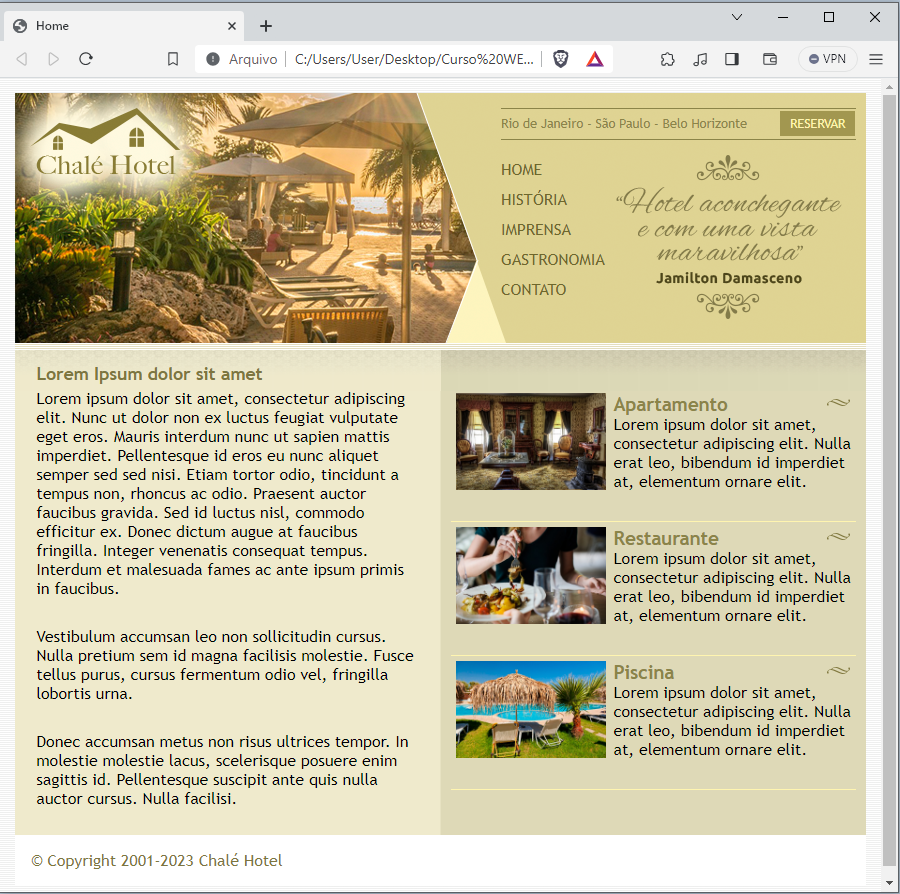 Home
Arquivo
C:/Users/User/Desktop/Curso%20WE...
VPN
Chalé Hotel
Rio de Janeiro - São Paulo - Belo Horizonte
RESERVAR
HOME
HISTÓRIA
IMPRENSA
GASTRONOMIA
CONTATO
“Hotel aconchegante
e com uma vista
maravilhosa”
Jamilton Damasceno
Lorem Ipsum dolor sit amet
Lorem ipsum dolor sit amet, consectetur adipiscing
elit. Nunc ut dolor non ex luctus feugiat vulputate
eget eros. Mauris interdum nunc ut sapien mattis
imperdiet. Pellentesque id eros eu nunc aliquet
semper sed sed nisi. Etiam tortor odio, tincidunt a
tempus non, rhoncus ac odio. Praesent auctor
faucibus gravida. Sed id luctus nisl, commodo
efficitur ex. Donec dictum augue at faucibus
fringilla. Integer venenatis consequat tempus.
Interdum et malesuada fames ac ante ipsum primis
in faucibus.
Vestibulum accumsan leo non sollicitudin cursus.
Nulla pretium sem id magna facilisis molestie. Fusce
tellus purus, cursus fermentum odio vel, fringilla
lobortis urna.
Donec accumsan metus non risus ultrices tempor. In
molestie molestie lacus, scelerisque posuere enim
sagittis id. Pellentesque suscipit ante quis nulla
auctor cursus. Nulla facilisi.
Apartamento
Lorem ipsum dolor sit amet,
consectetur adipiscing elit. Nulla
erat leo, bibendum id imperdiet
at, elementum ornare elit.
Restaurante
Lorem ipsum dolor sit amet,
consectetur adipiscing elit. Nulla
erat leo, bibendum id imperdiet
at, elementum ornare elit.
Piscina
Lorem ipsum dolor sit amet,
consectetur adipiscing elit. Nulla
erat leo, bibendum id imperdiet
at, elementum ornare elit.
© Copyright 2001-2023 Chalé Hotel